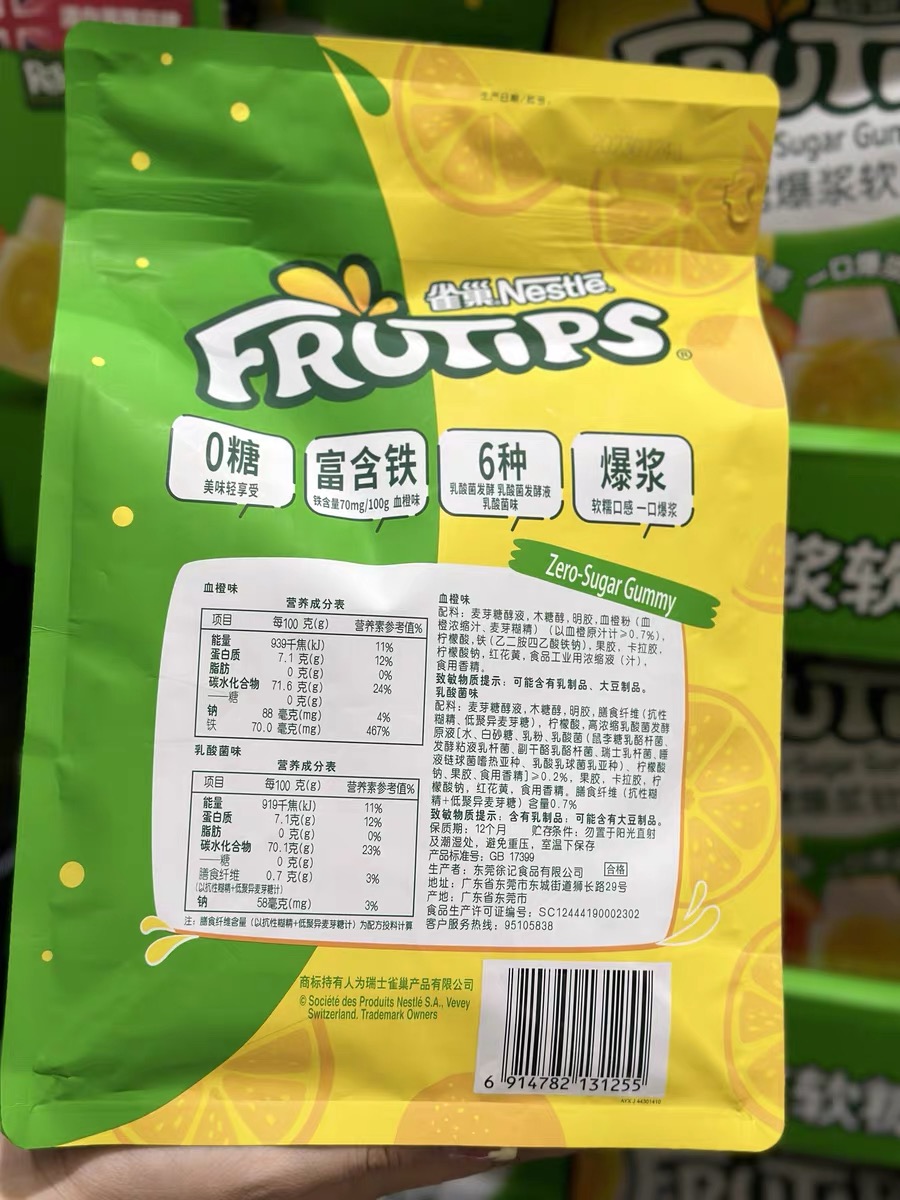 生产日期/批号:
雀巢 Nestlé
FRUTIPS®
0糖
美味轻享受
富含铁
铁含量70mg/100g 血橙味
6种
乳酸菌发酵 乳酸菌发酵液
乳酸菌味
爆浆
软糯口感 一口爆浆
Zero-Sugar Gummy
血橙味
营养成分表
项目 每100 克(g) 营养素参考值%
能量 939千焦(kJ) 11%
蛋白质 7.1 克(g) 12%
脂肪 0 克(g) 0%
碳水化合物 71.6 克(g) 24%
——糖 0 克(g)
钠 88 毫克(mg) 4%
铁 70.0 毫克(mg) 467%
乳酸菌味
营养成分表
项目 每100 克(g) 营养素参考值%
能量 919千焦(kJ) 11%
蛋白质 7.1克(g) 12%
脂肪 0 克(g) 0%
碳水化合物 70.1克(g) 23%
——糖 0 克(g)
膳食纤维 0.7 克(g) 3%
(以抗性糊精+低聚异麦芽糖计)
钠 58毫克(mg) 3%
注：膳食纤维含量（以抗性糊精+低聚异麦芽糖计）为配方投料计算
血橙味
配料：麦芽糖醇液,木糖醇,明胶,血橙粉（血
橙浓缩汁、麦芽糊精）（以血橙原汁计≥0.7%）,
柠檬酸,铁（乙二胺四乙酸铁钠）,果胶,卡拉胶,
柠檬酸钠,红花黄,食品工业用浓缩液（汁）,
食用香精。
致敏物质提示：可能含有乳制品、大豆制品。
乳酸菌味
配料：麦芽糖醇液,木糖醇,明胶,膳食纤维（抗性
糊精、低聚异麦芽糖）,柠檬酸,高浓缩乳酸菌发酵
原液[水、白砂糖、乳粉、乳酸菌（鼠李糖乳酪杆菌、
发酵粘液乳杆菌、副干酪乳酪杆菌、瑞士乳杆菌、唾
液链球菌嗜热亚种、乳酸乳球菌乳亚种）、柠檬酸
钠、果胶、食用香精]≥0.2%,果胶,卡拉胶,柠
檬酸钠,红花黄,食用香精。膳食纤维（抗性糊
精+低聚异麦芽糖）含量0.7%
致敏物质提示：含有乳制品；可能含有大豆制品。
保质期：12个月 贮存条件：勿置于阳光直射
及潮湿处，避免重压，室温下保存
产品标准号：GB 17399
生产者：东莞徐记食品有限公司 合格
地址：广东省东莞市东城街道狮长路29号
产地：广东省东莞市
食品生产许可证编号：SC12444190002302
客户服务热线：95105838
商标持有人为瑞士雀巢产品有限公司
© Société des Produits Nestlé S.A., Vevey
Switzerland. Trademark Owners
6 914782 131255
Sugar Gum
爆浆软
一口爆
浆软
软糖